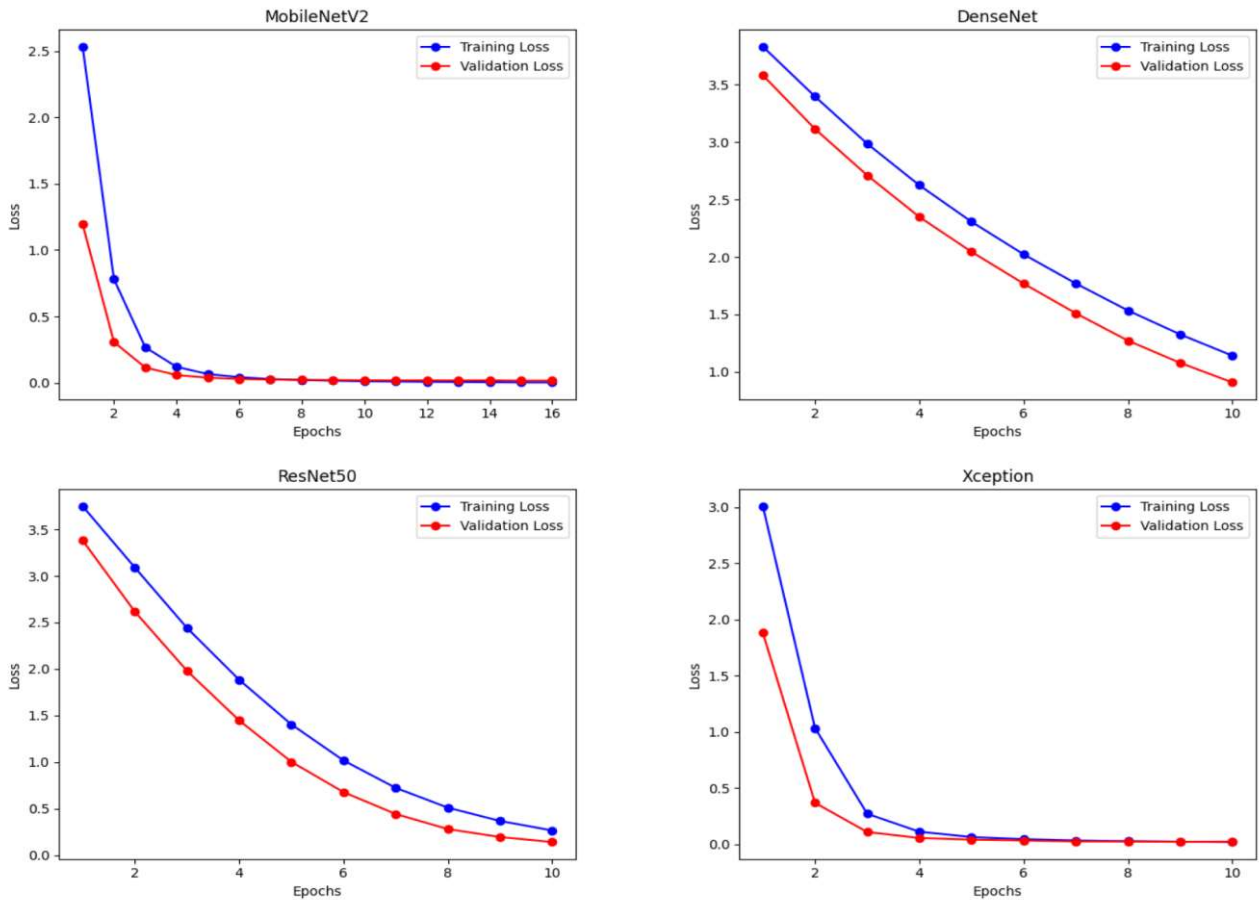 MobileNetV2
Training Loss
Validation Loss
2.5
2.0
1.5
1.0
0.5
0.0
Loss
2 4 6 8 10 12 14 16
Epochs
DenseNet
Training Loss
Validation Loss
3.5
3.0
2.5
2.0
1.5
1.0
Loss
2 4 6 8 10
Epochs
ResNet50
Training Loss
Validation Loss
3.5
3.0
2.5
2.0
1.5
1.0
0.5
0.0
Loss
2 4 6 8 10
Epochs
Xception
Training Loss
Validation Loss
3.0
2.5
2.0
1.5
1.0
0.5
0.0
Loss
2 4 6 8 10
Epochs